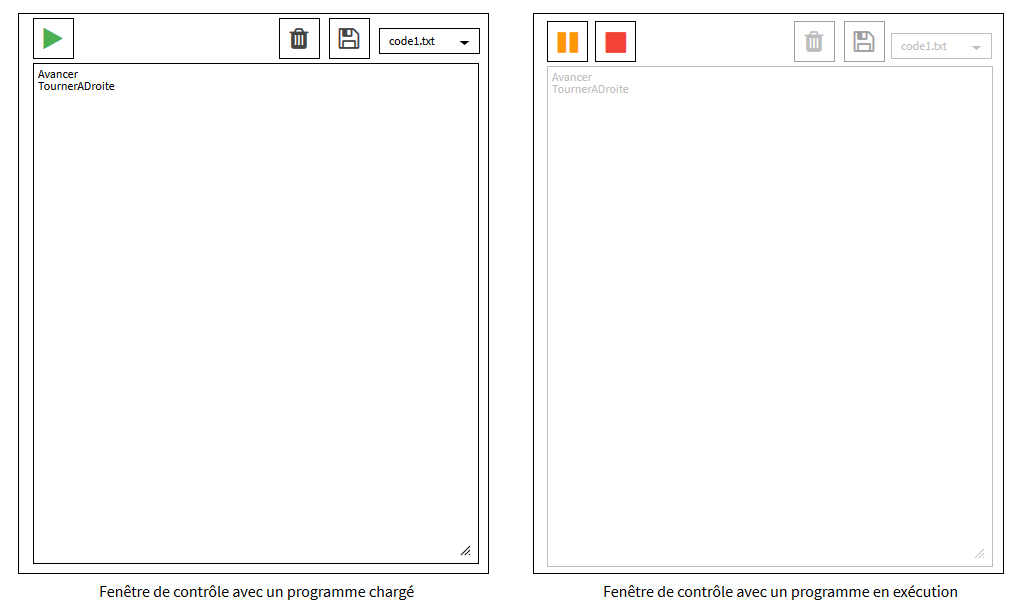 code1.txt
Avancer
TournerADroite
Fenêtre de contrôle avec un programme chargé
code1.txt
Avancer
TournerADroite
Fenêtre de contrôle avec un programme en exécution